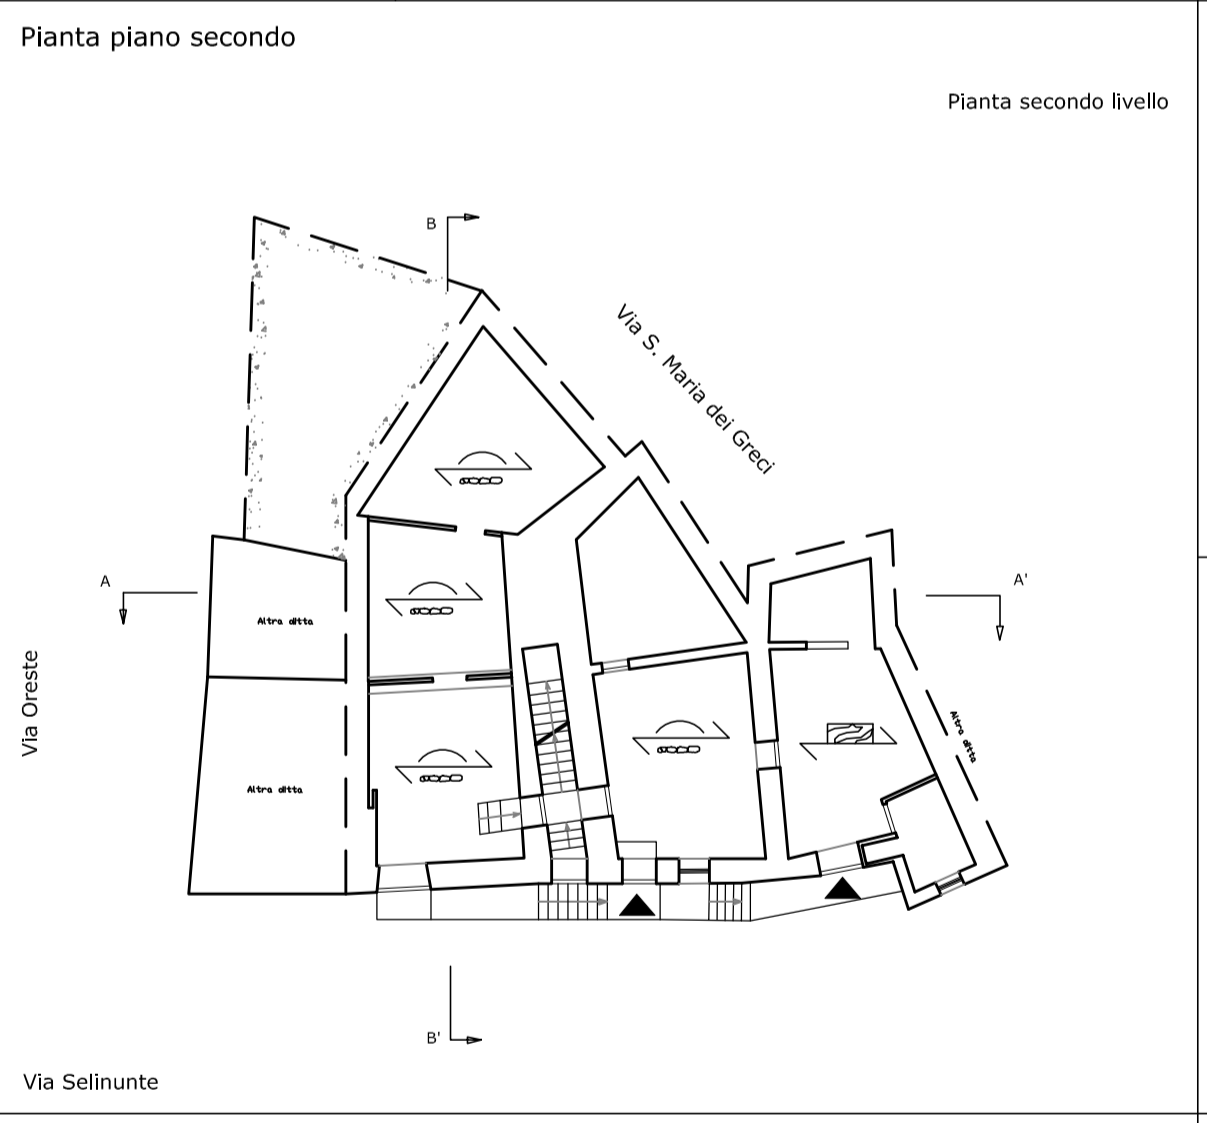 Pianta piano secondo
Pianta secondo livello
B
Via S. Maria dei Greci
A
A'
Altra ditta
Via Oreste
Altra ditta
Altra ditta
B'
Via Selinunte